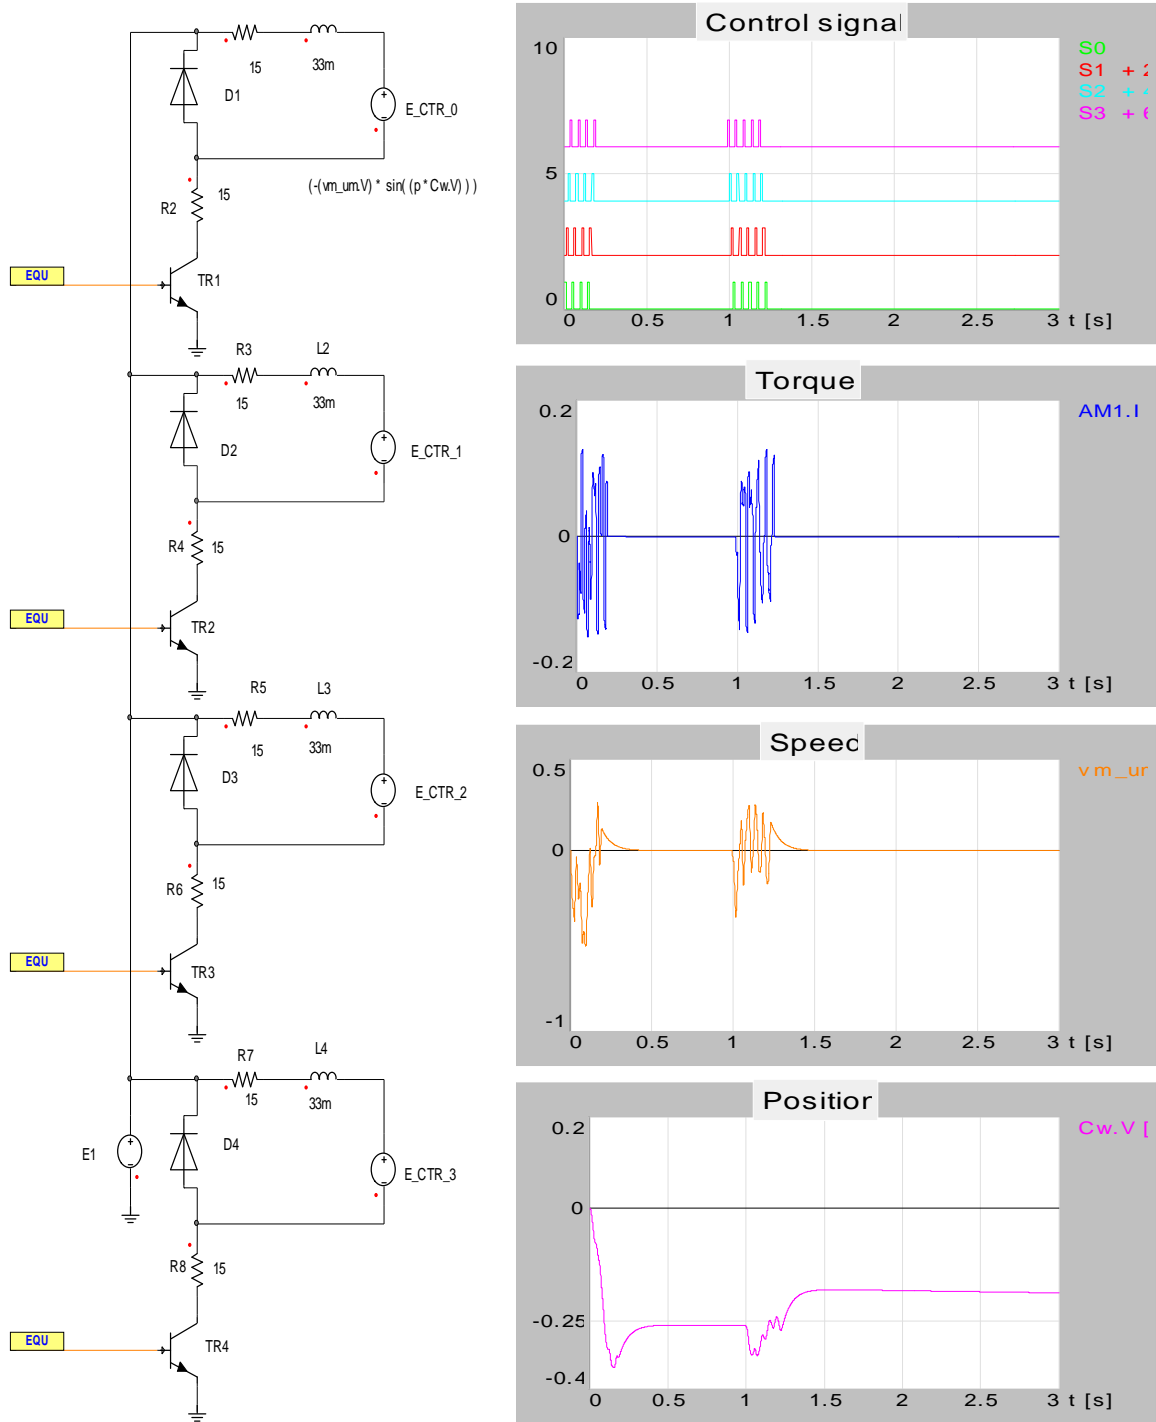 15
33m
D1
E_CTR_0
(-(vm_um.V) * sin( (p * Cw.V) ) )
15
R2
EQU
TR1
R3
L2
15
33m
D2
E_CTR_1
R4
15
EQU
TR2
R5
L3
15
33m
D3
E_CTR_2
R6
15
EQU
TR3
R7
L4
15
33m
D4
E1
E_CTR_3
R8
15
EQU
TR4
Control signal
10
5
0
0 0.5 1 1.5 2 2.5 3 t [s]
S0
S1 + 2
S2 + 4
S3 + 6
Torque
0.2
0
-0.2
0 0.5 1 1.5 2 2.5 3 t [s]
AM1.I
Speed
0.5
0
-1
0 0.5 1 1.5 2 2.5 3 t [s]
vm_ur
Position
0.2
0
-0.25
-0.4
0 0.5 1 1.5 2 2.5 3 t [s]
Cw.V [